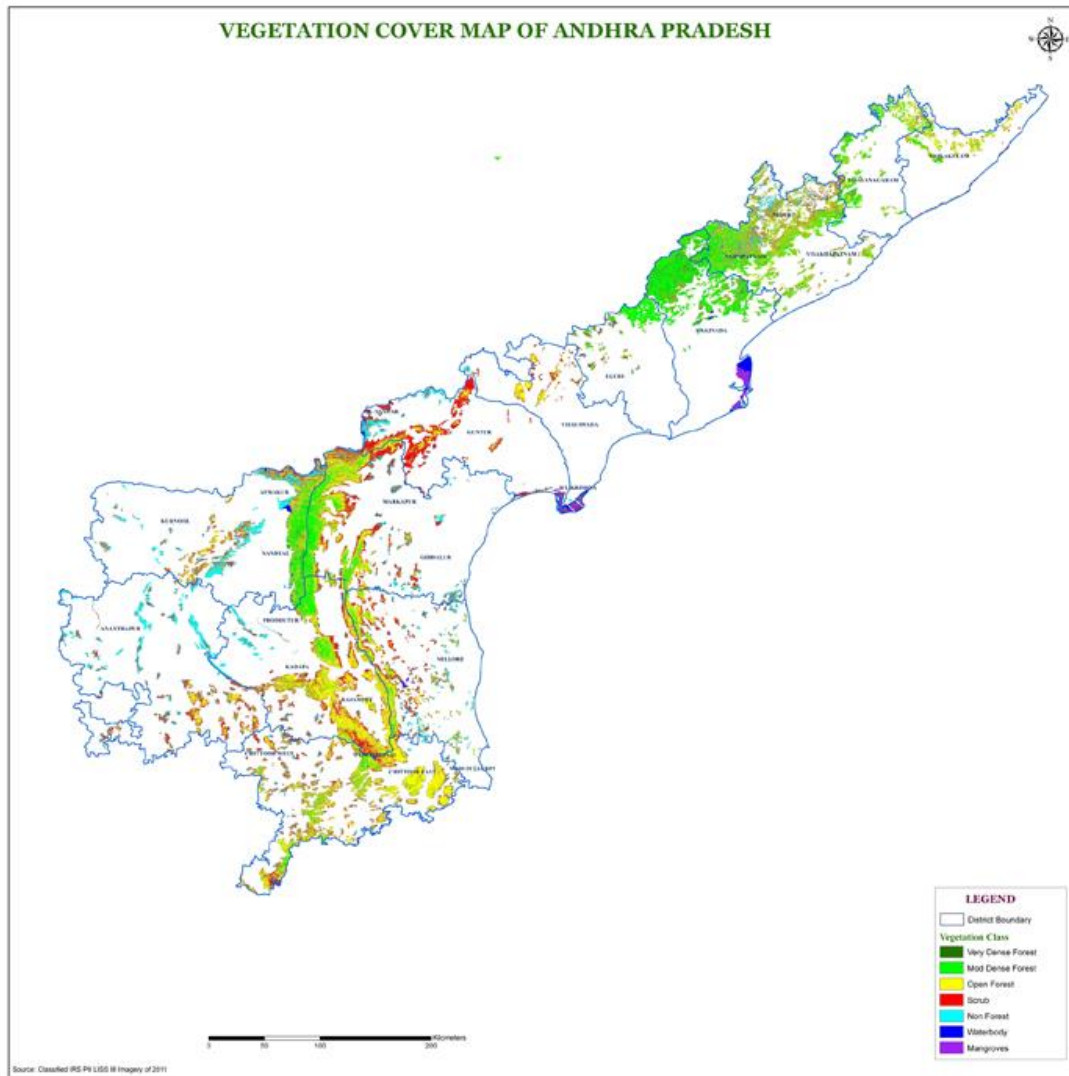 VEGETATION COVER MAP OF ANDHRA PRADESH
N
W
E
S
SRIKAKULAM
VIZIANAGARAM
PADERU
VISAKHAPATNAM
KAKINADA
ELURU
VIJAYAWADA
GUNTUR
MARKAPUR
ATMAKUR
KURNOOL
NANDYAL
GIDDALUR
ANANTHAPUR
PRODDUTUR
NELLORE
KADAPA
RAJAMPET
CHITTOOR WEST
CHITTOOR EAST
LEGEND
District Boundary
Vegetation Class
Very Dense Forest
Mod Dense Forest
Open Forest
Scrub
Non Forest
Waterbody
Mangroves
Kilometers
0 50 100 200
Source: Classified IRS P6 LISS III Imagery of 2011